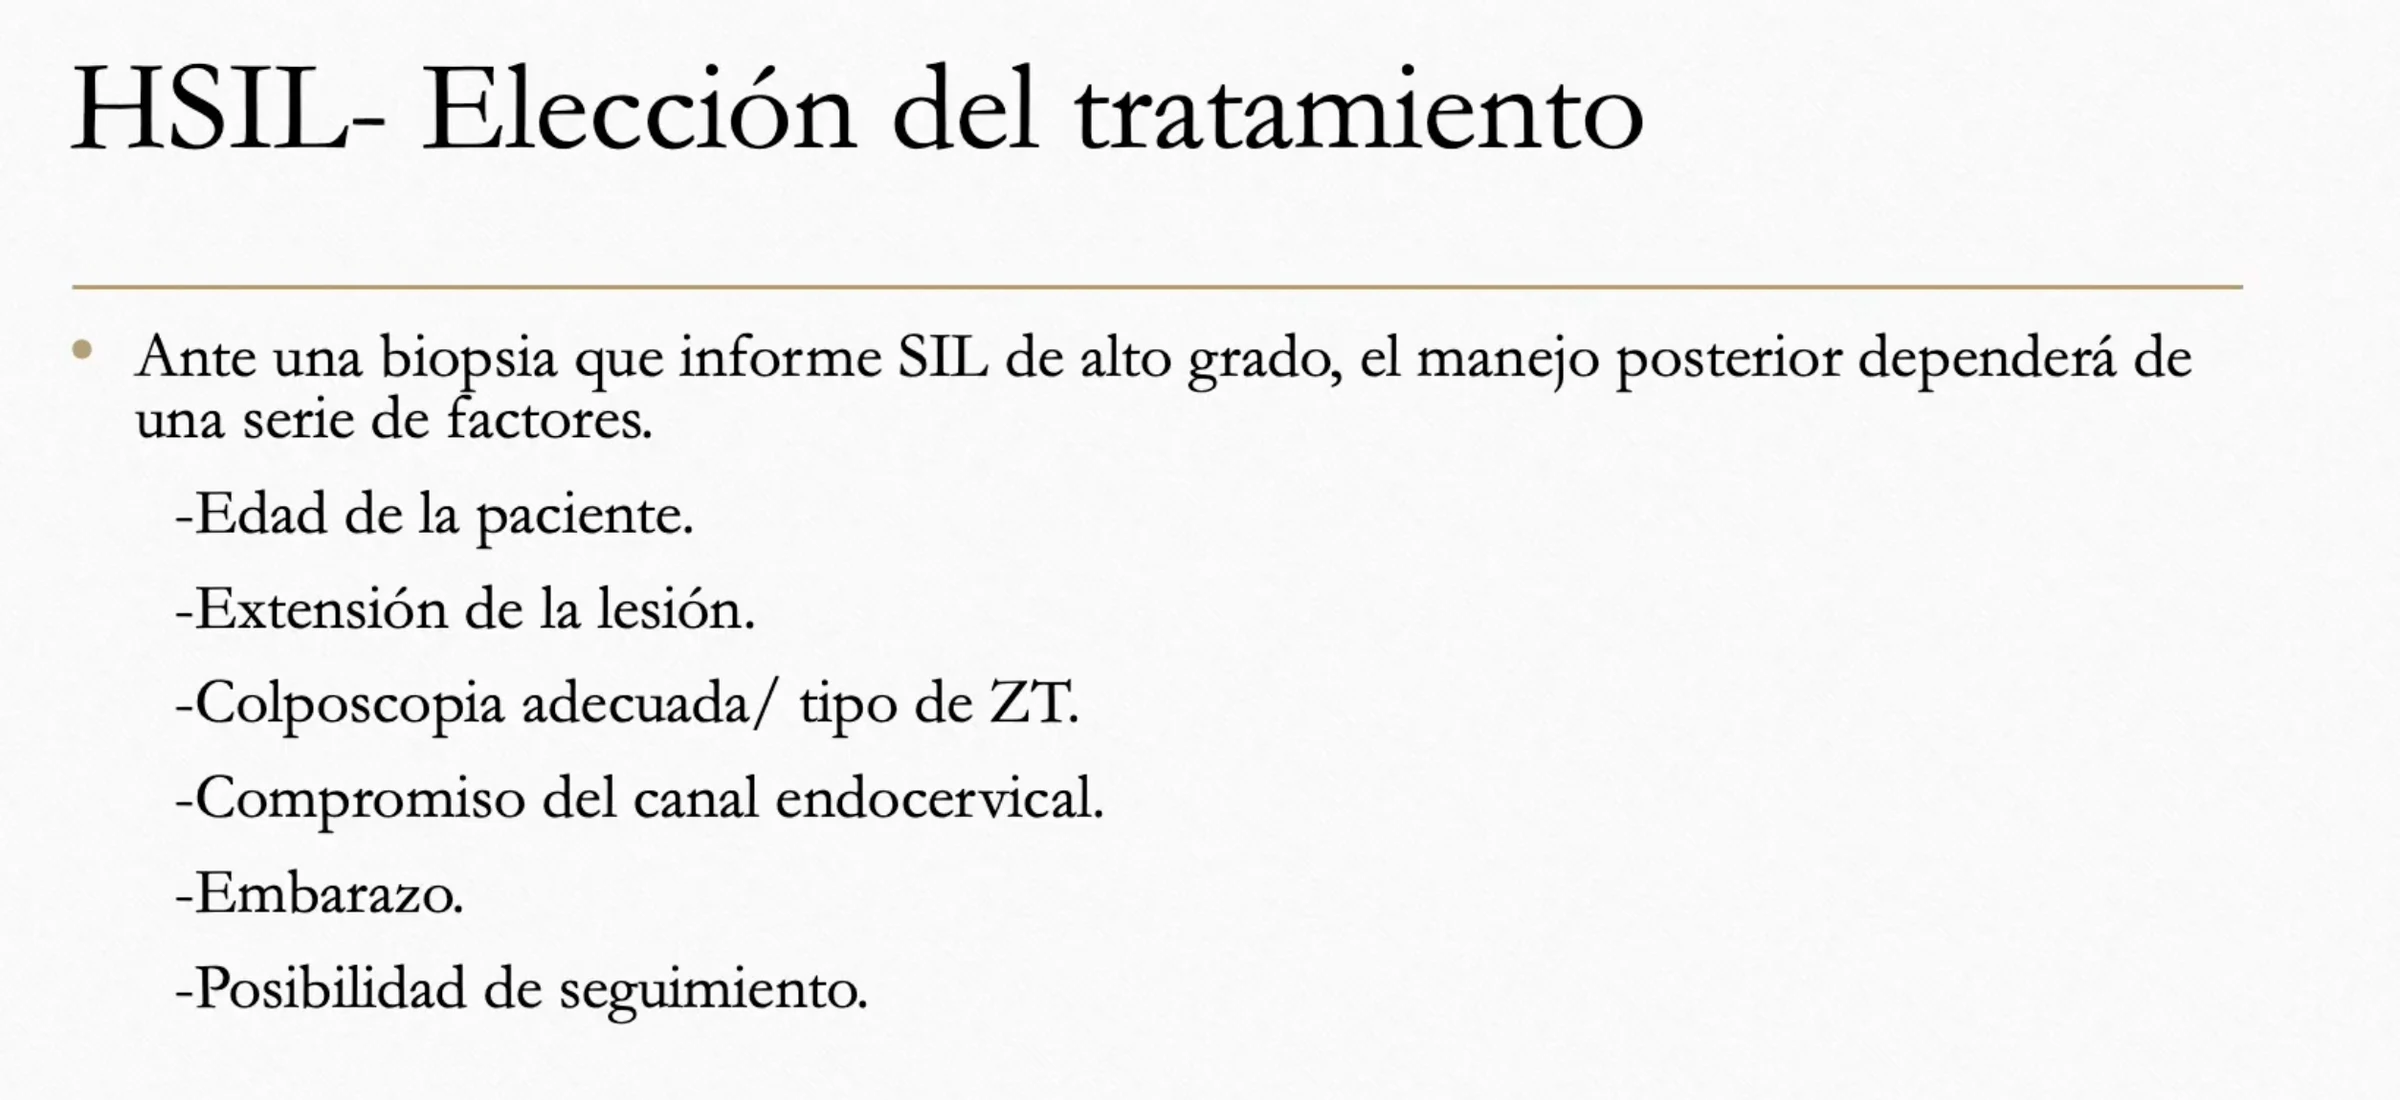 HSIL- Elección del tratamiento
• Ante una biopsia que informe SIL de alto grado, el manejo posterior dependerá de
una serie de factores.
-Edad de la paciente.
-Extensión de la lesión.
-Colposcopia adecuada/ tipo de ZT.
-Compromiso del canal endocervical.
-Embarazo.
-Posibilidad de seguimiento.